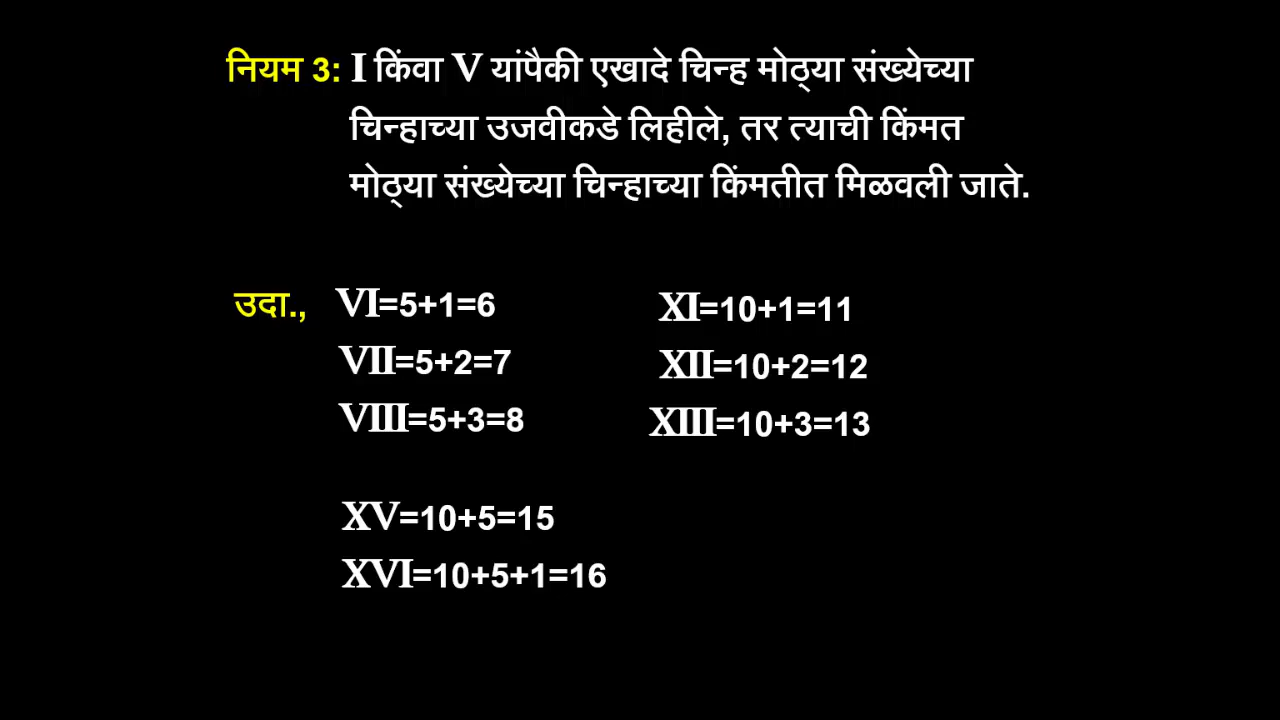 नियम 3: I किंवा V यांपैकी एखादे चिन्ह मोठ्या संख्येच्या
चिन्हाच्या उजवीकडे लिहीले, तर त्याची किंमत
मोठ्या संख्येच्या चिन्हाच्या किंमतीत मिळवली जाते.
उदा., VI=5+1=6 XI=10+1=11
VII=5+2=7 XII=10+2=12
VIII=5+3=8 XIII=10+3=13
XV=10+5=15
XVI=10+5+1=16